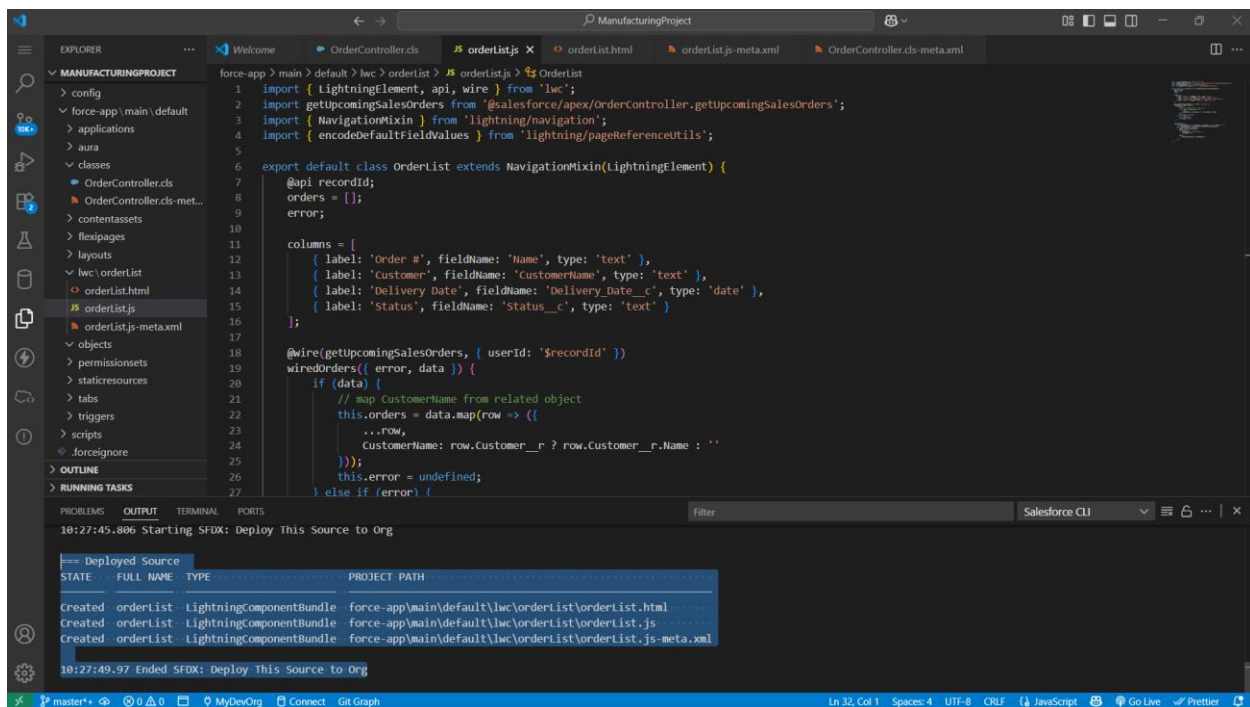 ManufacturingProject
EXPLORER
Welcome
OrderController.cls
JS orderList.js
orderList.html
orderList.js-meta.xml
OrderController.cls-meta.xml
MANUFACTURINGPROJECT
config
force-app\main\default
applications
aura
classes
OrderController.cls
OrderController.cls-met...
contentassets
flexipages
layouts
lwc\orderList
orderList.html
JS orderList.js
orderList.js-meta.xml
objects
permissionsets
staticresources
tabs
triggers
scripts
.forceignore
OUTLINE
RUNNING TASKS
10K+
2
force-app > main > default > lwc > orderList > JS orderList.js > OrderList
1 import { LightningElement, api, wire } from 'lwc';
2 import getUpcomingSalesOrders from '@salesforce/apex/OrderController.getUpcomingSalesOrders';
3 import { NavigationMixin } from 'lightning/navigation';
4 import { encodeDefaultFieldValues } from 'lightning/pageReferenceUtils';
5
6 export default class OrderList extends NavigationMixin(LightningElement) {
7 @api recordId;
8 orders = [];
9 error;
10
11 columns = [
12 { label: 'Order #', fieldName: 'Name', type: 'text' },
13 { label: 'Customer', fieldName: 'CustomerName', type: 'text' },
14 { label: 'Delivery Date', fieldName: 'Delivery_Date__c', type: 'date' },
15 { label: 'Status', fieldName: 'Status__c', type: 'text' }
16 ];
17
18 @wire(getUpcomingSalesOrders, { userId: '$recordId' })
19 wiredOrders({ error, data }) {
20 if (data) {
21 // map CustomerName from related object
22 this.orders = data.map(row => ({
23 ...row,
24 CustomerName: row.Customer__r ? row.Customer__r.Name : ''
25 }));
26 this.error = undefined;
27 } else if (error) {
PROBLEMS OUTPUT TERMINAL PORTS
Filter
Salesforce CLI
10:27:45.806 Starting SFDX: Deploy This Source to Org
=== Deployed Source
STATE FULL NAME TYPE PROJECT PATH
Created orderList LightningComponentBundle force-app\main\default\lwc\orderList\orderList.html
Created orderList LightningComponentBundle force-app\main\default\lwc\orderList\orderList.js
Created orderList LightningComponentBundle force-app\main\default\lwc\orderList\orderList.js-meta.xml
10:27:49.97 Ended SFDX: Deploy This Source to Org
master*+ 0 0 MyDevOrg Connect Git Graph
Ln 32, Col 1 Spaces: 4 UTF-8 CRLF JavaScript Go Live Prettier